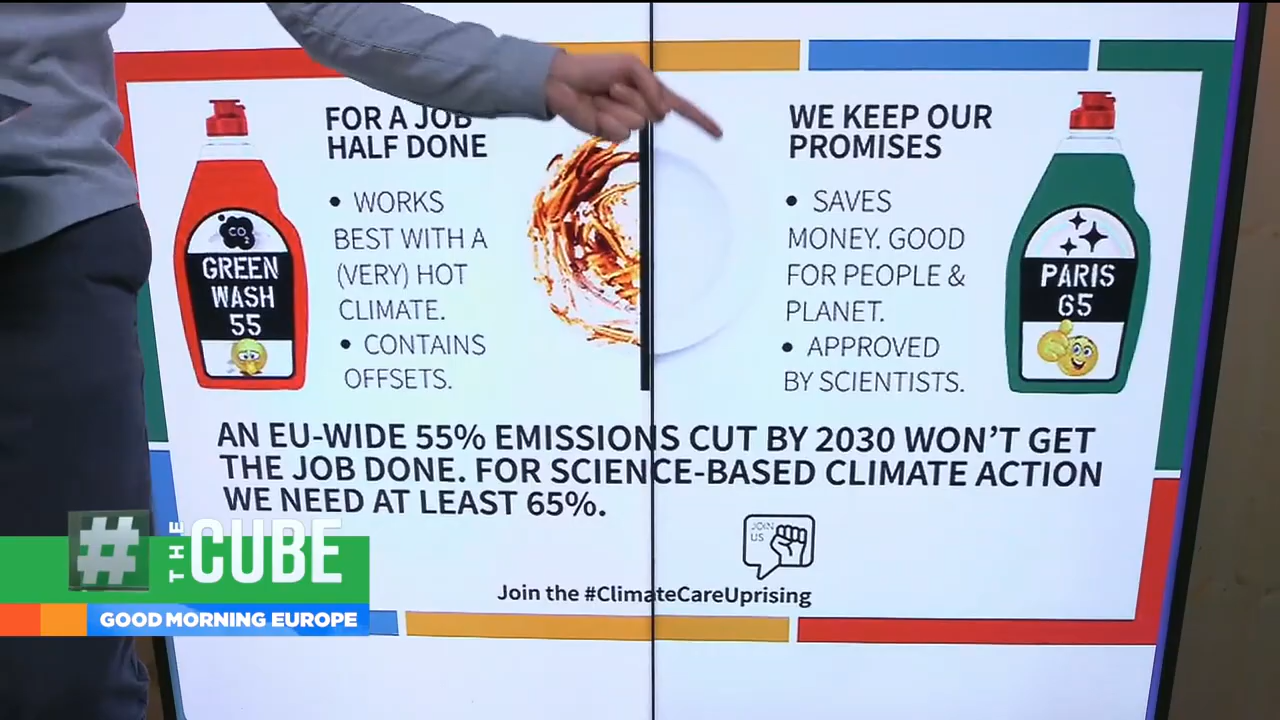 FOR A JOB
HALF DONE
• WORKS
BEST WITH A
(VERY) HOT
CLIMATE.
• CONTAINS
OFFSETS.
CO2
GREEN
WASH
55
WE KEEP OUR
PROMISES
• SAVES
MONEY. GOOD
FOR PEOPLE &
PLANET.
• APPROVED
BY SCIENTISTS.
PARIS
65
AN EU-WIDE 55% EMISSIONS CUT BY 2030 WON'T GET
THE JOB DONE. FOR SCIENCE-BASED CLIMATE ACTION
WE NEED AT LEAST 65%.
JOIN
US
Join the #ClimateCareUprising
# THE CUBE
GOOD MORNING EUROPE